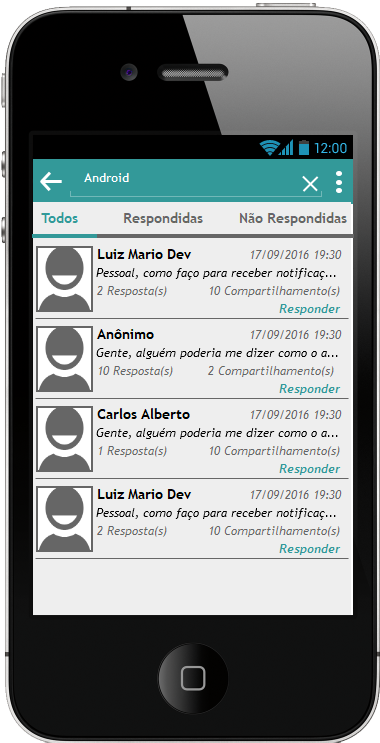 12:00
Android
Todos Respondidas Não Respondidas
Luiz Mario Dev 17/09/2016 19:30
Pessoal, como faço para receber notificaç...
2 Resposta(s) 10 Compartilhamento(s)
Responder
Anônimo 17/09/2016 19:30
Gente, alguém poderia me dizer como o a...
10 Resposta(s) 2 Compartilhamento(s)
Responder
Carlos Alberto 17/09/2016 19:30
Gente, alguém poderia me dizer como o a...
1 Resposta(s) 10 Compartilhamento(s)
Responder
Luiz Mario Dev 17/09/2016 19:30
Pessoal, como faço para receber notificaç...
2 Resposta(s) 10 Compartilhamento(s)
Responder